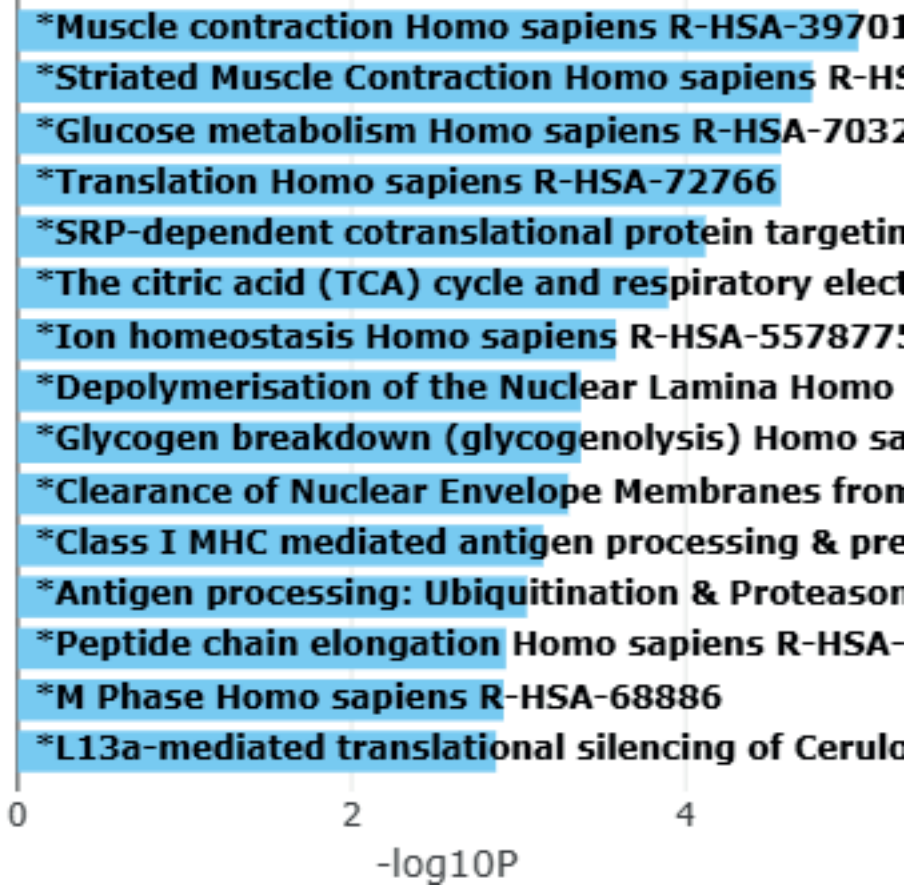 *Muscle contraction Homo sapiens R-HSA-39701
*Striated Muscle Contraction Homo sapiens R-HS
*Glucose metabolism Homo sapiens R-HSA-7032
*Translation Homo sapiens R-HSA-72766
*SRP-dependent cotranslational protein targetin
*The citric acid (TCA) cycle and respiratory elect
*Ion homeostasis Homo sapiens R-HSA-5578775
*Depolymerisation of the Nuclear Lamina Homo
*Glycogen breakdown (glycogenolysis) Homo sa
*Clearance of Nuclear Envelope Membranes from
*Class I MHC mediated antigen processing & pre
*Antigen processing: Ubiquitination & Proteason
*Peptide chain elongation Homo sapiens R-HSA-
*M Phase Homo sapiens R-HSA-68886
*L13a-mediated translational silencing of Cerulo
0 2 4
-log10P